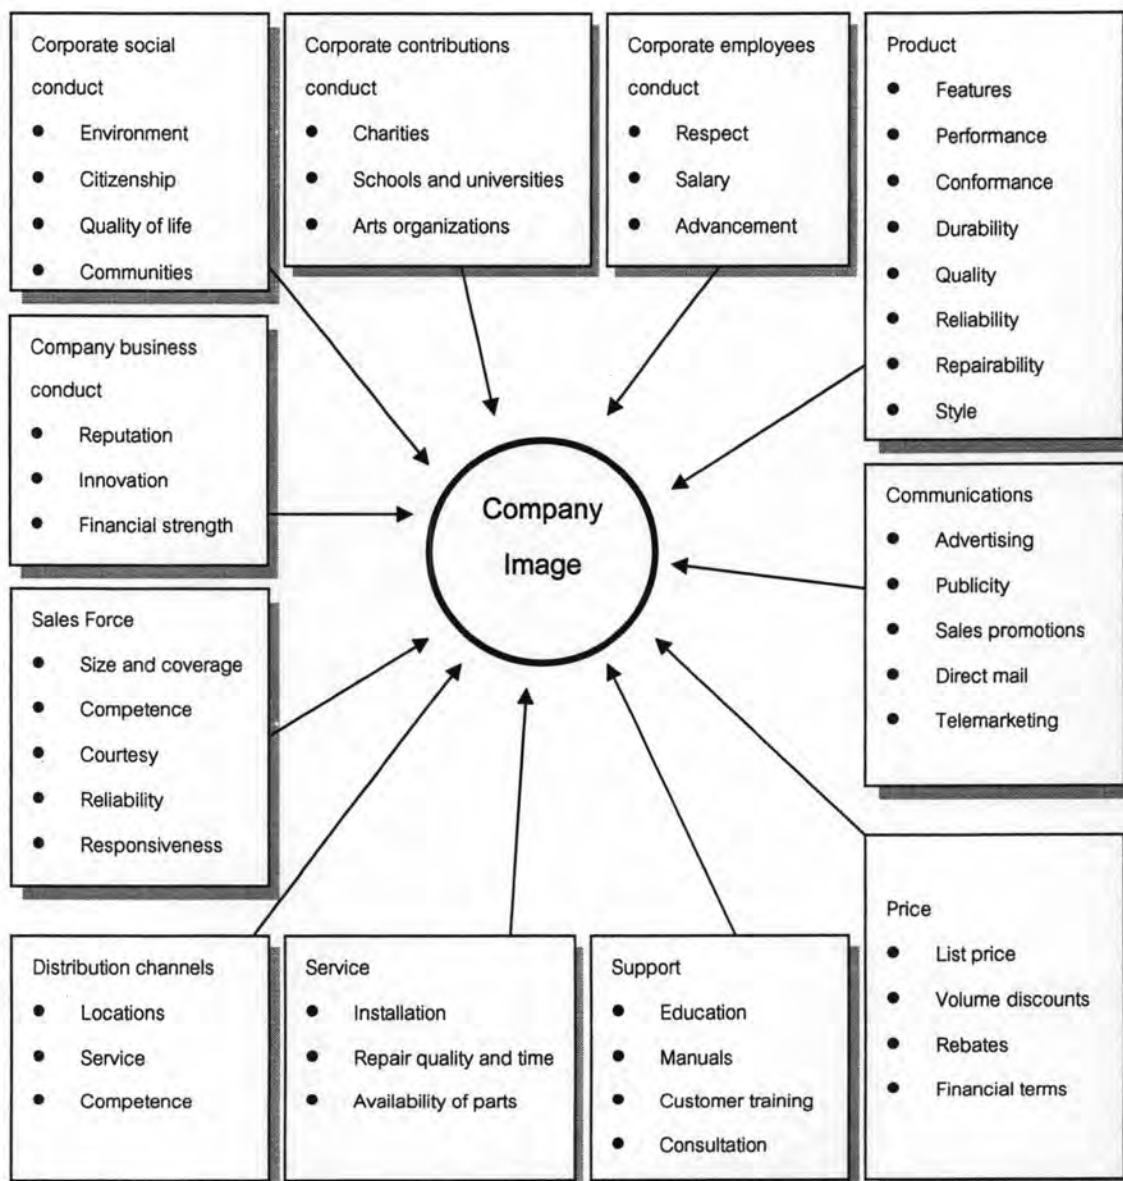 Corporate social
conduct
● Environment
● Citizenship
● Quality of life
● Communities
Corporate contributions
conduct
● Charities
● Schools and universities
● Arts organizations
Corporate employees
conduct
● Respect
● Salary
● Advancement
Product
● Features
● Performance
● Conformance
● Durability
● Quality
● Reliability
● Repairability
● Style
Company business
conduct
● Reputation
● Innovation
● Financial strength
Company
Image
Communications
● Advertising
● Publicity
● Sales promotions
● Direct mail
● Telemarketing
Sales Force
● Size and coverage
● Competence
● Courtesy
● Reliability
● Responsiveness
Distribution channels
● Locations
● Service
● Competence
Service
● Installation
● Repair quality and time
● Availability of parts
Support
● Education
● Manuals
● Customer training
● Consultation
Price
● List price
● Volume discounts
● Rebates
● Financial terms